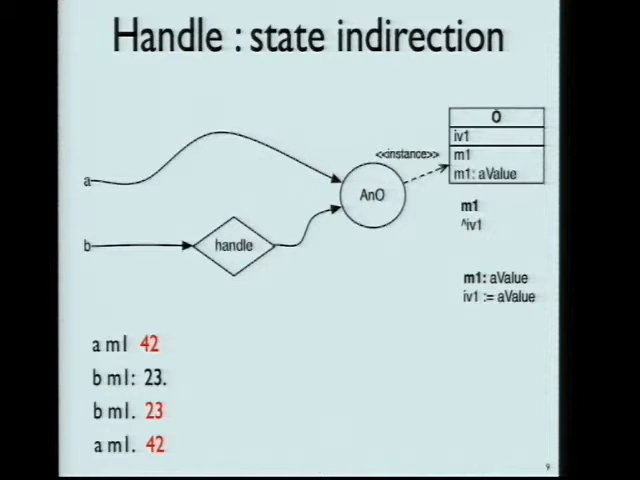 Handle : state indirection
O
iv1
<<instance>>
m1
m1: aValue
a
AnO
m1
^iv1
b
handle
m1: aValue
iv1 := aValue
a m1 42
b m1: 23.
b m1. 23
a m1. 42
9